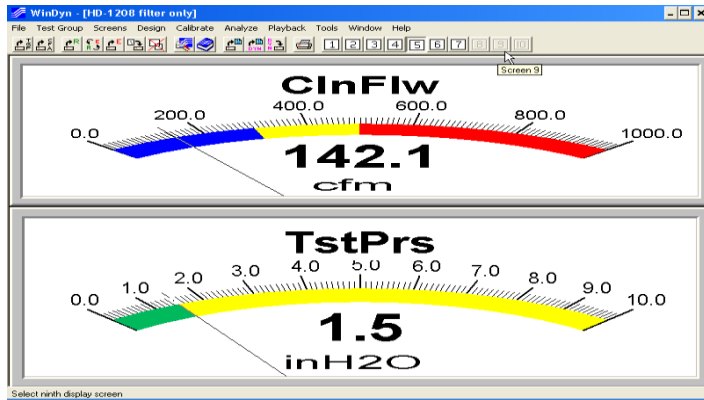 WinDyn - [HD-1208 filter only]
File Test Group Screens Design Calibrate Analyze Playback Tools Window Help
1 2 3 4 5 6 7 8 9 10
Screen 9
ClnFlw
0.0 200.0 400.0 600.0 800.0 1000.0
142.1
cfm
TstPrs
0.0 1.0 2.0 3.0 4.0 5.0 6.0 7.0 8.0 9.0 10.0
1.5
inH2O
Select ninth display screen